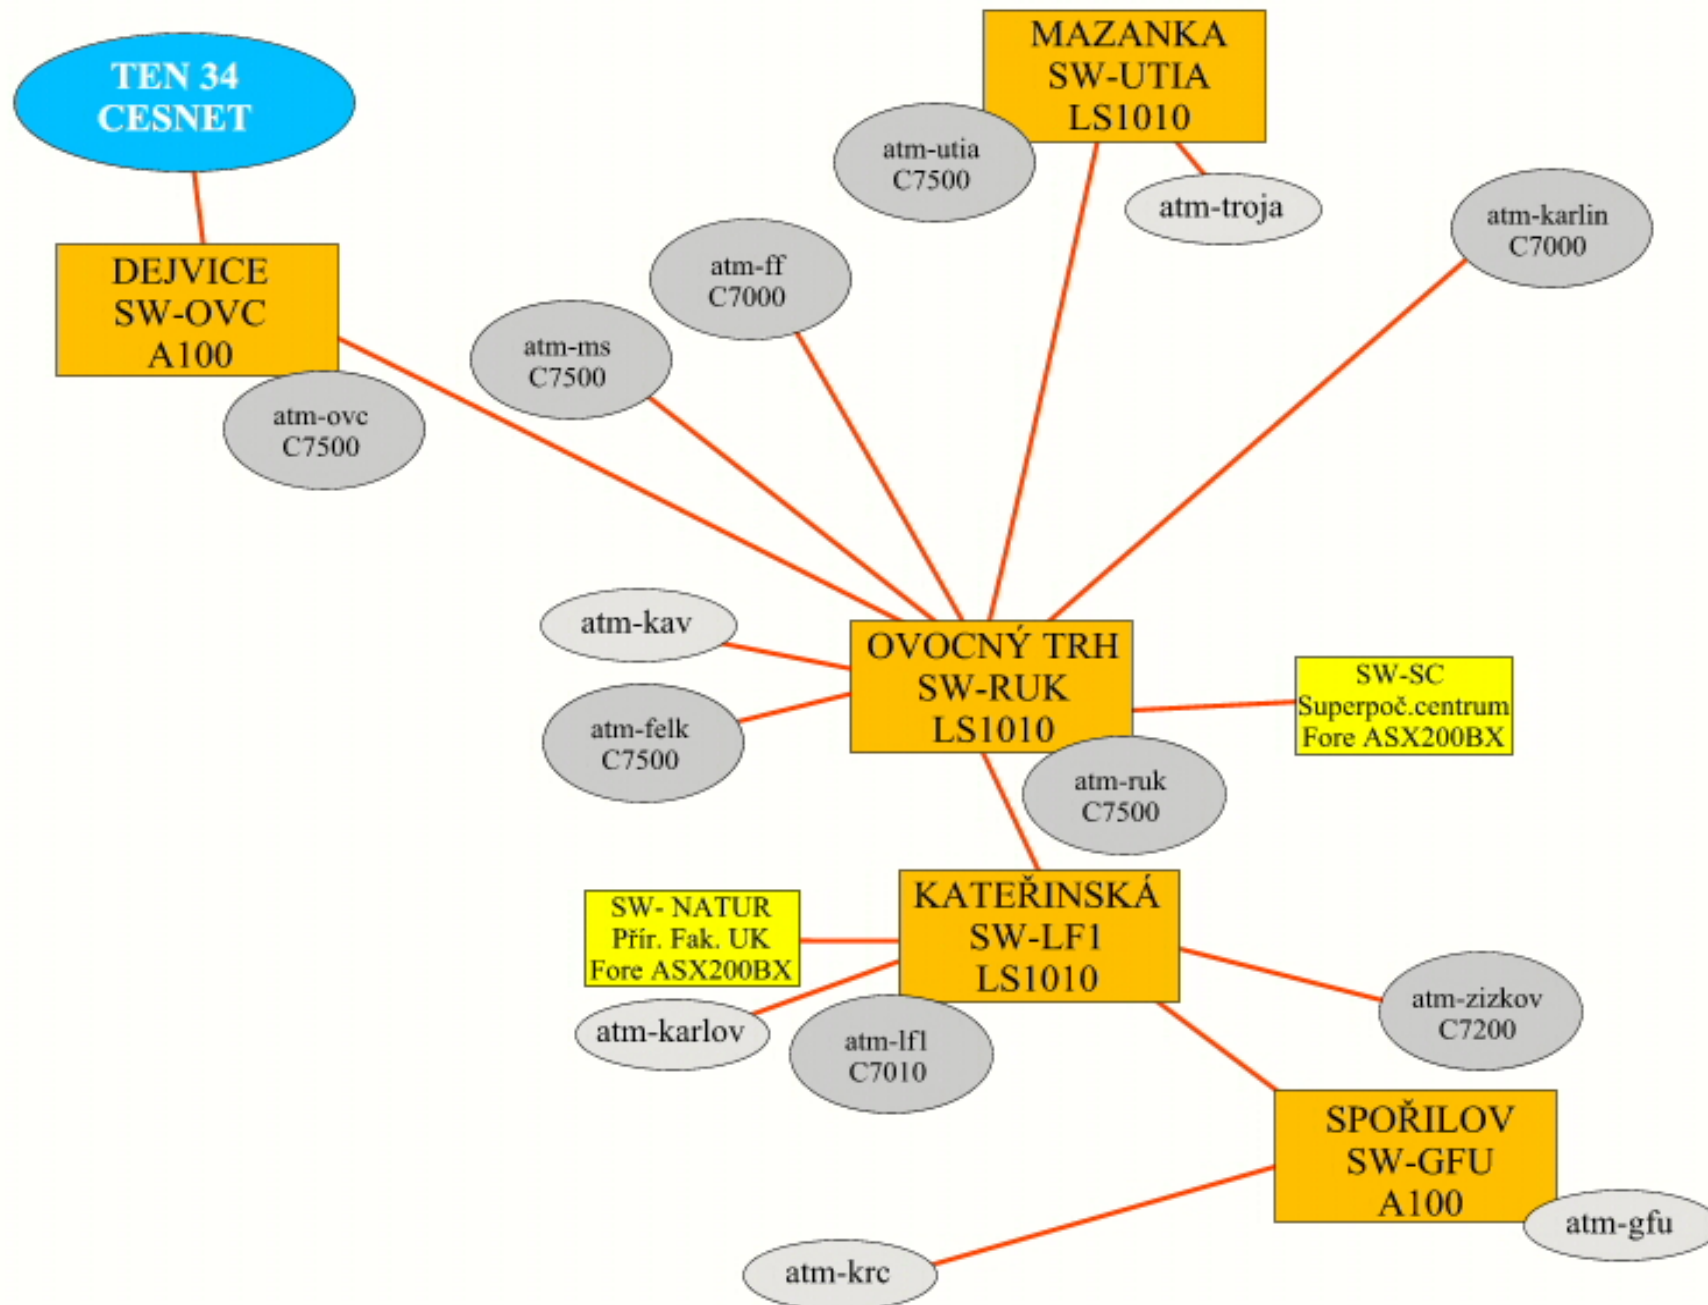 TEN 34
CESNET
MAZANKA
SW-UTIA
LS1010
atm-utia
C7500
atm-troja
atm-karlin
C7000
DEJVICE
SW-OVC
A100
atm-ff
C7000
atm-ms
C7500
atm-ovc
C7500
atm-kav
OVOCNÝ TRH
SW-RUK
LS1010
SW-SC
Superpoč.centrum
Fore ASX200BX
atm-felk
C7500
atm-ruk
C7500
SW- NATUR
Přír. Fak. UK
Fore ASX200BX
KATEŘINSKÁ
SW-LF1
LS1010
atm-zizkov
C7200
atm-karlov
atm-lf1
C7010
SPOŘILOV
SW-GFU
A100
atm-gfu
atm-krc